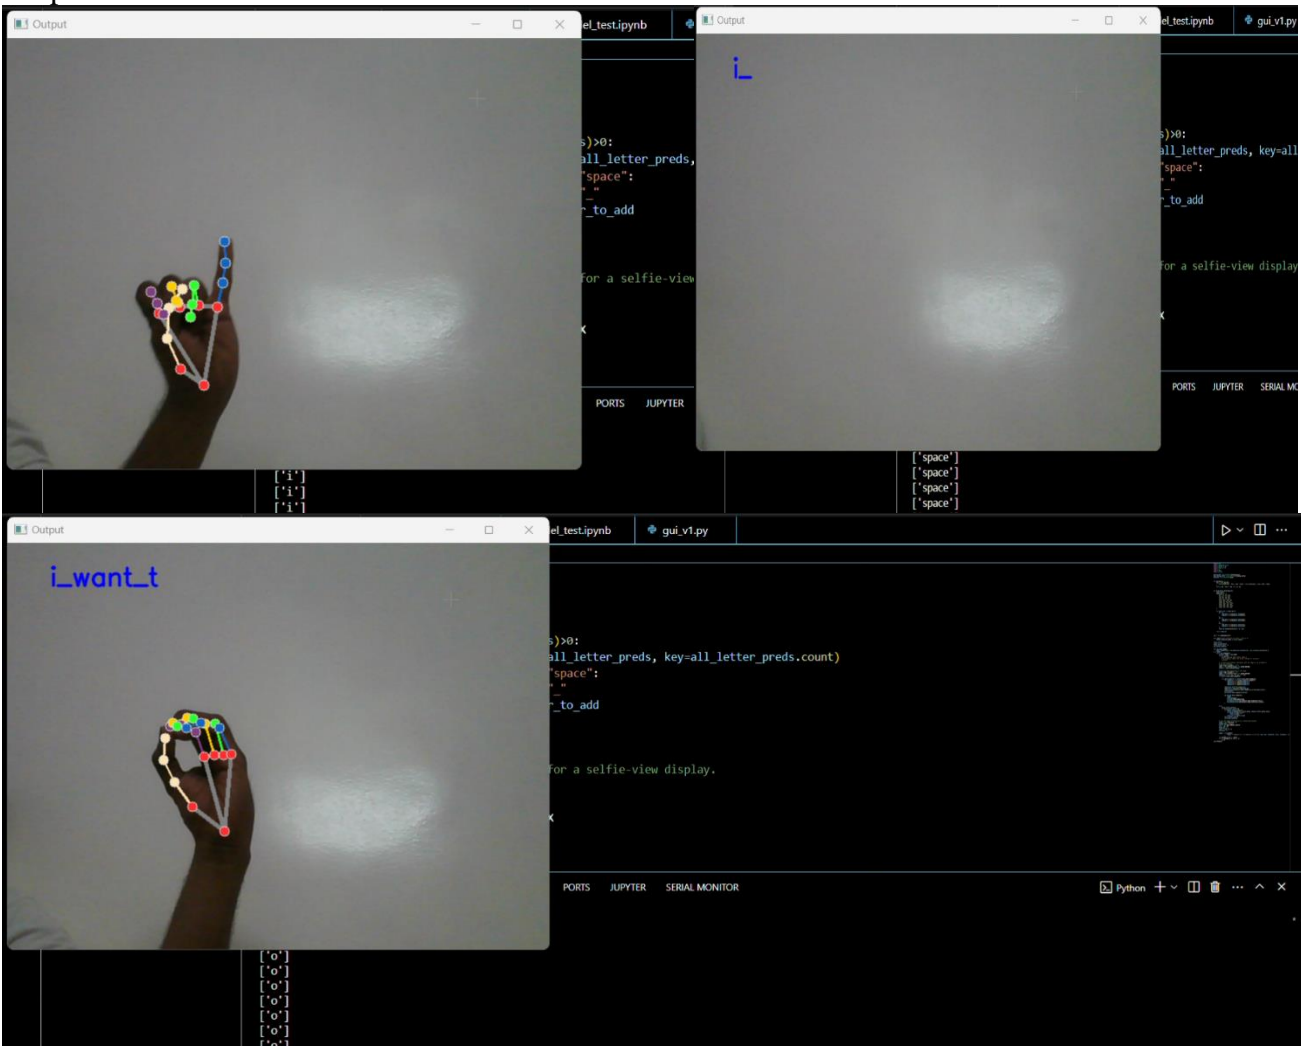 Output
el_test.ipynb
s)>0:
all_letter_preds,
"space":
"_"
r_to_add
for a selfie-view
x
PORTS JUPYTER
['i']
['i']
['i']
Output
el_test.ipynb gui_v1.py
i_
s)>0:
all_letter_preds, key=all
"space":
"_"
r_to_add
for a selfie-view display
x
PORTS JUPYTER SERIAL MO
['space']
['space']
['space']
['space']
Output
el_test.ipynb gui_v1.py
i_want_t
s)>0:
all_letter_preds, key=all_letter_preds.count)
"space":
"_"
_to_add
for a selfie-view display.
x
PORTS JUPYTER SERIAL MONITOR
Python
['o']
['o']
['o']
['o']
['o']
['o']
['o']